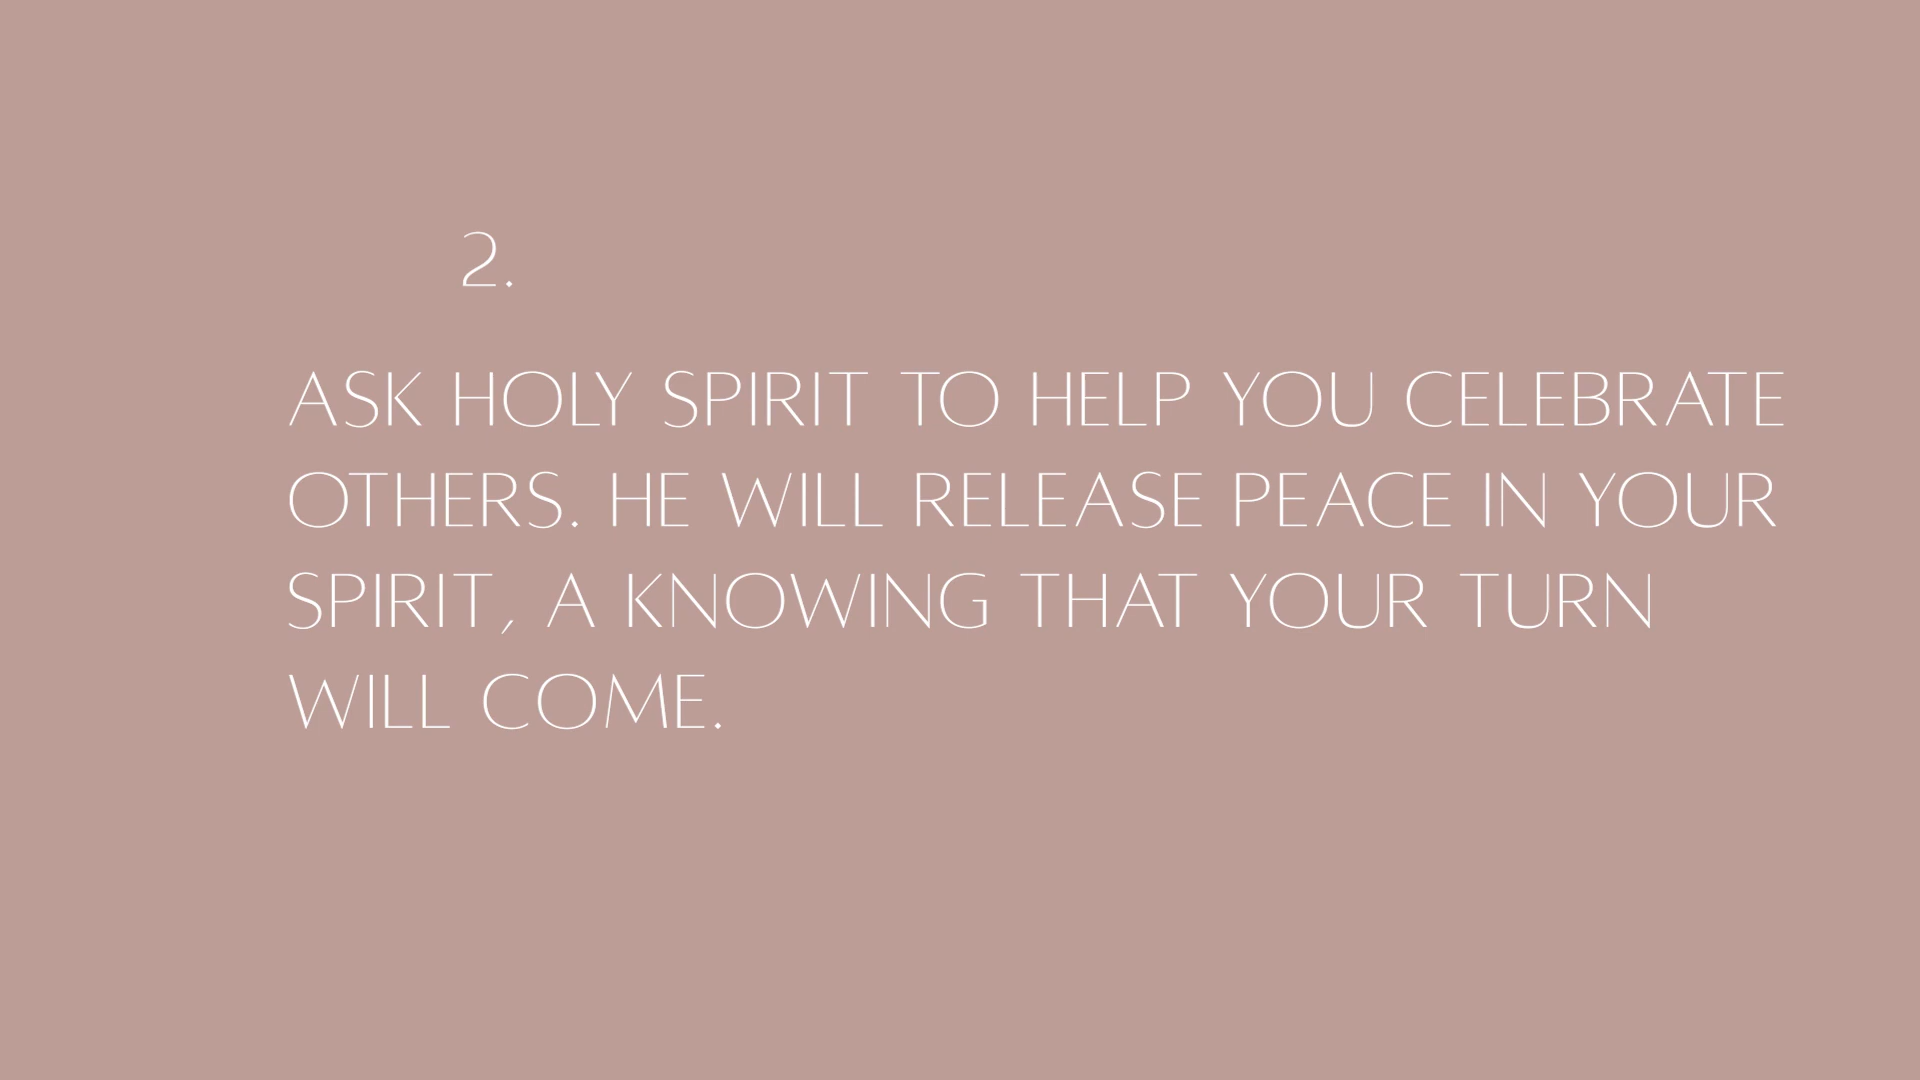 2.
ASK HOLY SPIRIT TO HELP YOU CELEBRATE
OTHERS. HE WILL RELEASE PEACE IN YOUR
SPIRIT, A KNOWING THAT YOUR TURN
WILL COME.